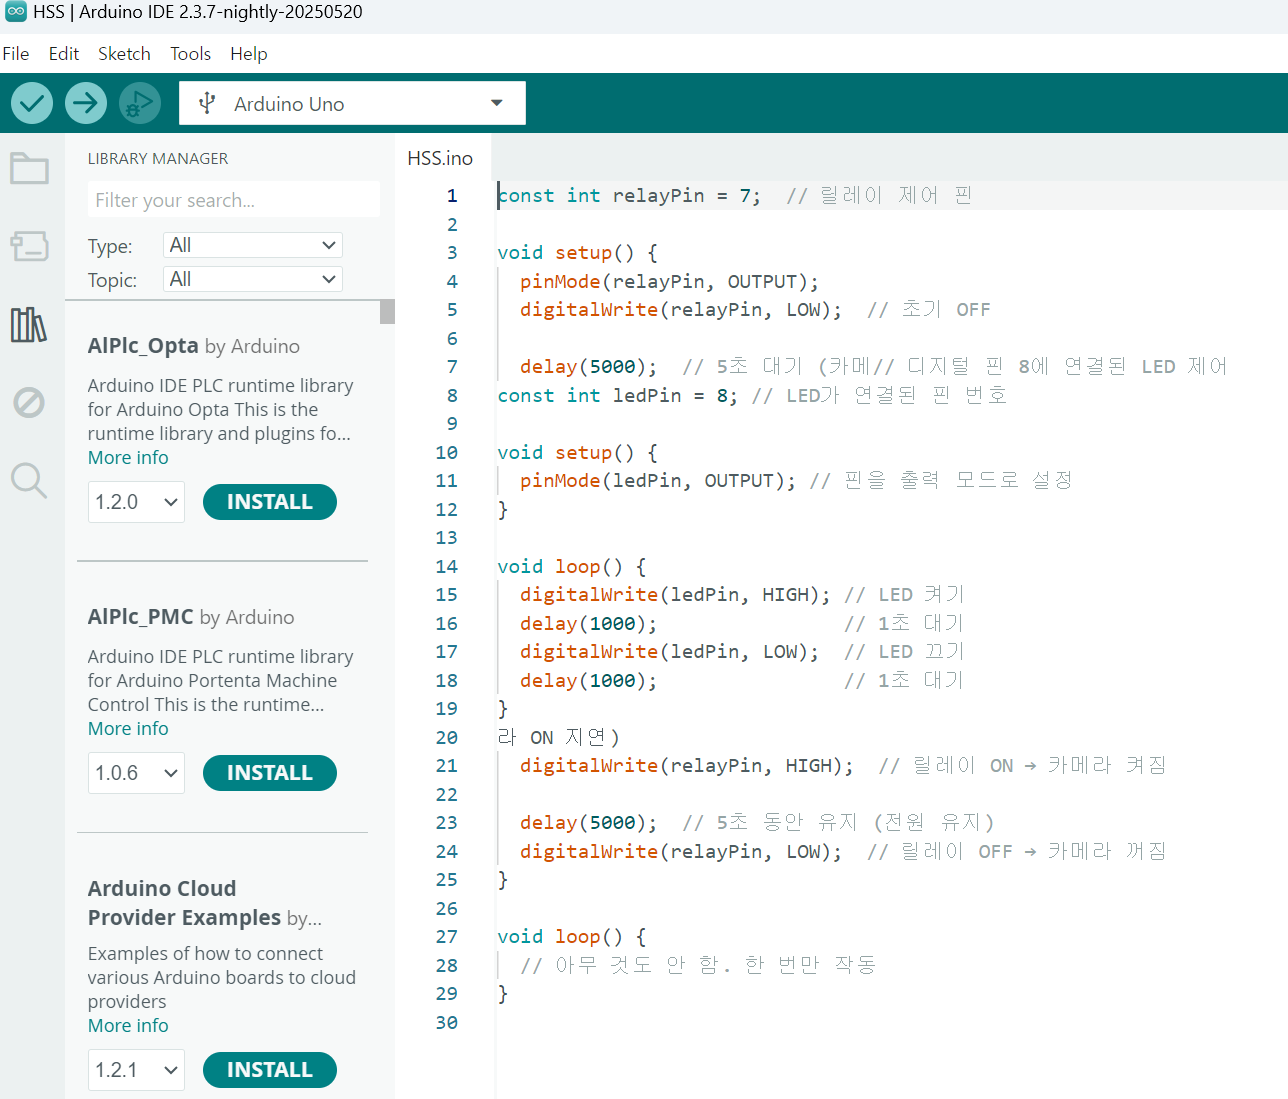 HSS | Arduino IDE 2.3.7-nightly-20250520
File Edit Sketch Tools Help
Arduino Uno
LIBRARY MANAGER
Filter your search...
Type: All
Topic: All
AlPlc_Opta by Arduino
Arduino IDE PLC runtime library
for Arduino Opta This is the
runtime library and plugins fo...
More info
1.2.0 INSTALL
AlPlc_PMC by Arduino
Arduino IDE PLC runtime library
for Arduino Portenta Machine
Control This is the runtime...
More info
1.0.6 INSTALL
Arduino Cloud
Provider Examples by...
Examples of how to connect
various Arduino boards to cloud
providers
More info
1.2.1 INSTALL
HSS.ino
1 const int relayPin = 7;  // 릴레이 제어 핀
2
3 void setup() {
4   pinMode(relayPin, OUTPUT);
5   digitalWrite(relayPin, LOW);  // 초기 OFF
6
7   delay(5000);  // 5초 대기 (카메// 디지털 핀 8에 연결된 LED 제어
8 const int ledPin = 8; // LED가 연결된 핀 번호
9
10 void setup() {
11   pinMode(ledPin, OUTPUT); // 핀을 출력 모드로 설정
12 }
13
14 void loop() {
15   digitalWrite(ledPin, HIGH); // LED 켜기
16   delay(1000);                // 1초 대기
17   digitalWrite(ledPin, LOW);  // LED 끄기
18   delay(1000);                // 1초 대기
19 }
20 라 ON 지연)
21   digitalWrite(relayPin, HIGH);  // 릴레이 ON → 카메라 켜짐
22
23   delay(5000);  // 5초 동안 유지 (전원 유지)
24   digitalWrite(relayPin, LOW);  // 릴레이 OFF → 카메라 꺼짐
25 }
26
27 void loop() {
28   // 아무 것도 안 함. 한 번만 작동
29 }
30